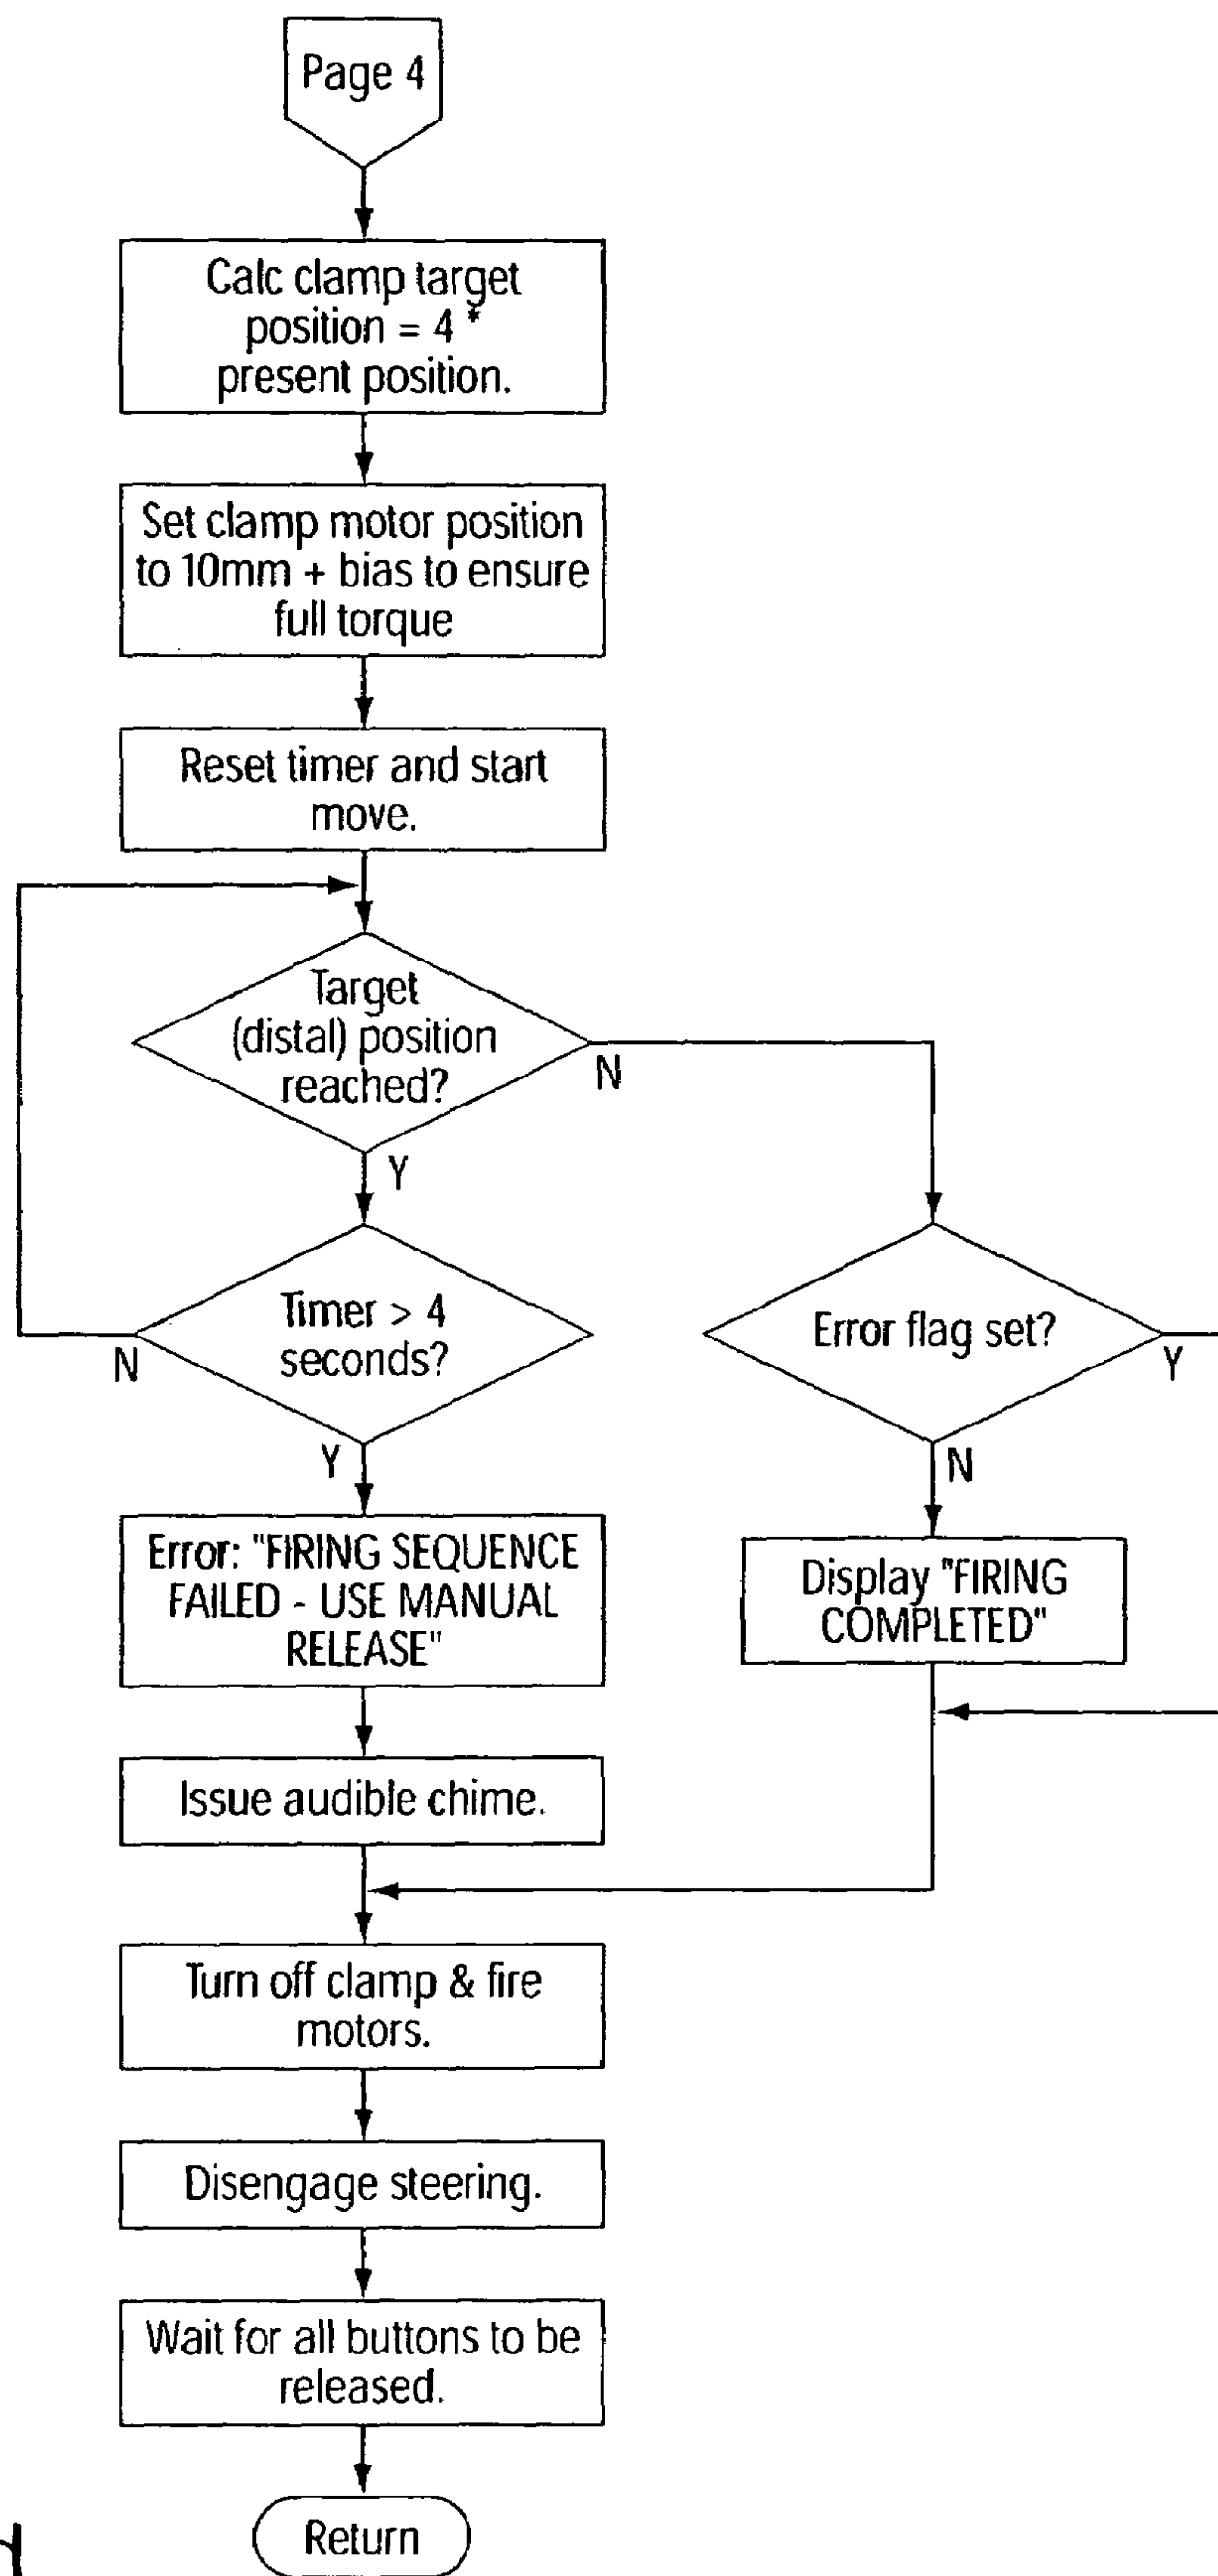 Page 4
Calc clamp target
position = 4 *
present position.
Set clamp motor position
to 10mm + bias to ensure
full torque
Reset timer and start
move.
Target
(distal) position
reached?
N
Y
Timer > 4
seconds?
N
Y
Error flag set?
Y
N
Error: "FIRING SEQUENCE
FAILED - USE MANUAL
RELEASE"
Display "FIRING
COMPLETED"
Issue audible chime.
Turn off clamp & fire
motors.
Disengage steering.
Wait for all buttons to be
released.
Return